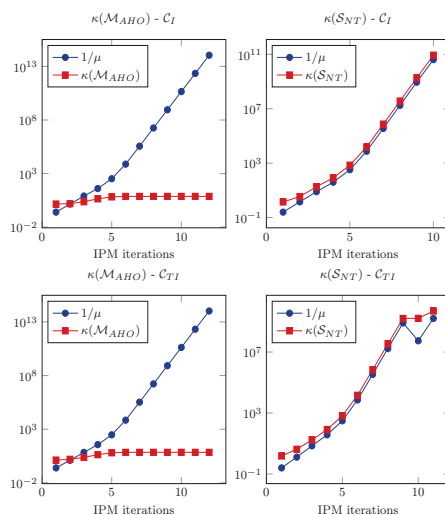 κ(M_AHO) - C_I
κ(S_NT) - C_I
10^13
10^8
10^3
10^-2
1/μ
κ(M_AHO)
0 5 10
IPM iterations
10^11
10^7
10^3
10^-1
1/μ
κ(S_NT)
0 5 10
IPM iterations
κ(M_AHO) - C_TI
κ(S_NT) - C_TI
10^13
10^8
10^3
10^-2
1/μ
κ(M_AHO)
0 5 10
IPM iterations
10^7
10^3
10^-1
1/μ
κ(S_NT)
0 5 10
IPM iterations